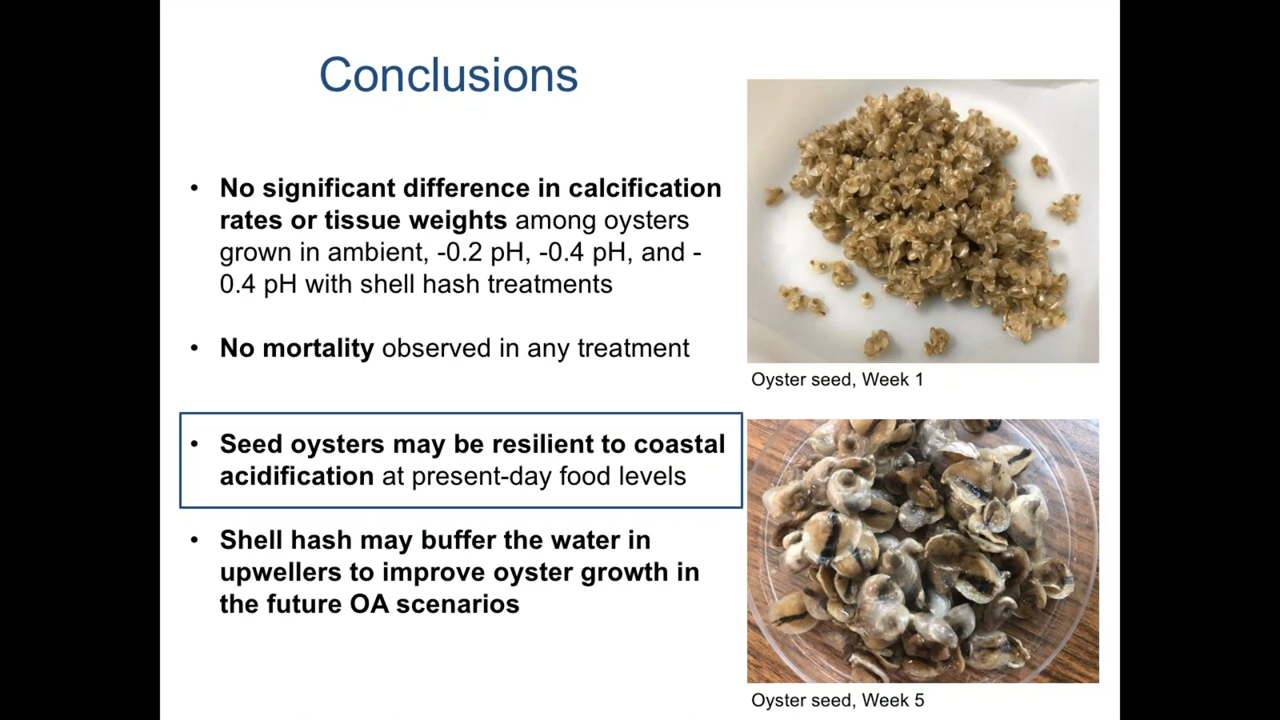 Conclusions
• No significant difference in calcification
rates or tissue weights among oysters
grown in ambient, -0.2 pH, -0.4 pH, and -
0.4 pH with shell hash treatments
• No mortality observed in any treatment
• Seed oysters may be resilient to coastal
acidification at present-day food levels
• Shell hash may buffer the water in
upwellers to improve oyster growth in
the future OA scenarios
Oyster seed, Week 1
Oyster seed, Week 5